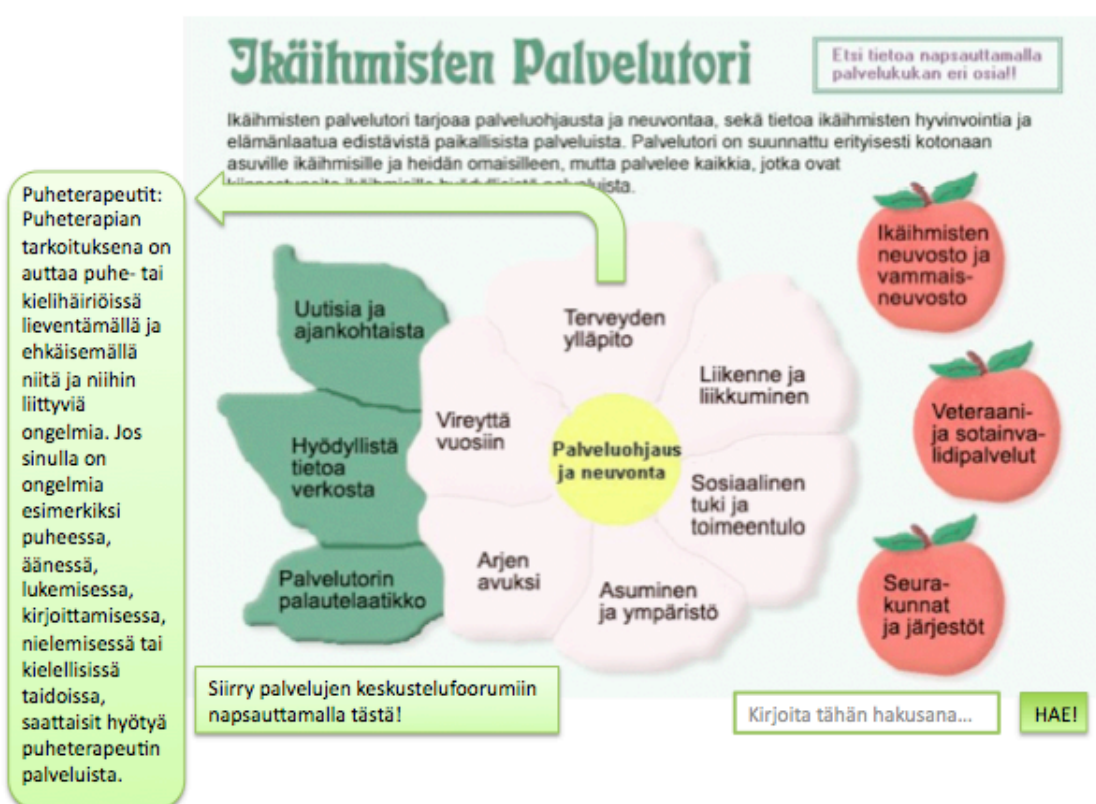 Ikäihmisten Palvelutori
Etsi tietoa napsauttamalla
palvelukukan eri osia!!
Ikäihmisten palvelutori tarjoaa palveluohjausta ja neuvontaa, sekä tietoa ikäihmisten hyvinvointia ja
elämänlaatua edistävistä paikallisista palveluista. Palvelutori on suunnattu erityisesti kotonaan
asuville ikäihmisille ja heidän omaisilleen, mutta palvelee kaikkia, jotka ovat
Puheterapeutit:
Puheterapian
tarkoituksena on
auttaa puhe- tai
kielihäiriöissä
lieventämällä ja
ehkäisemällä
niitä ja niihin
liittyviä
ongelmia. Jos
sinulla on
ongelmia
esimerkiksi
puheessa,
äänessä,
lukemisessa,
kirjoittamisessa,
nielemisessä tai
kielellisissä
taidoissa,
saattaisit hyötyä
puheterapeutin
palveluista.
Uutisia ja
ajankohtaista
Hyödyllistä
tietoa
verkosta
Palvelutorin
palautelaatikko
Terveyden
ylläpito
Liikenne ja
liikkuminen
Vireyttä
vuosiin
Palveluohjaus
ja neuvonta
Sosiaalinen
tuki ja
toimeentulo
Arjen
avuksi
Asuminen
ja ympäristö
Ikäihmisten
neuvosto ja
vammais-
neuvosto
Veteraani-
ja sotainva-
lidipalvelut
Seura-
kunnat
ja järjestöt
Siirry palvelujen keskustelufoorumiin
napsauttamalla tästä!
Kirjoita tähän hakusana...
HAE!